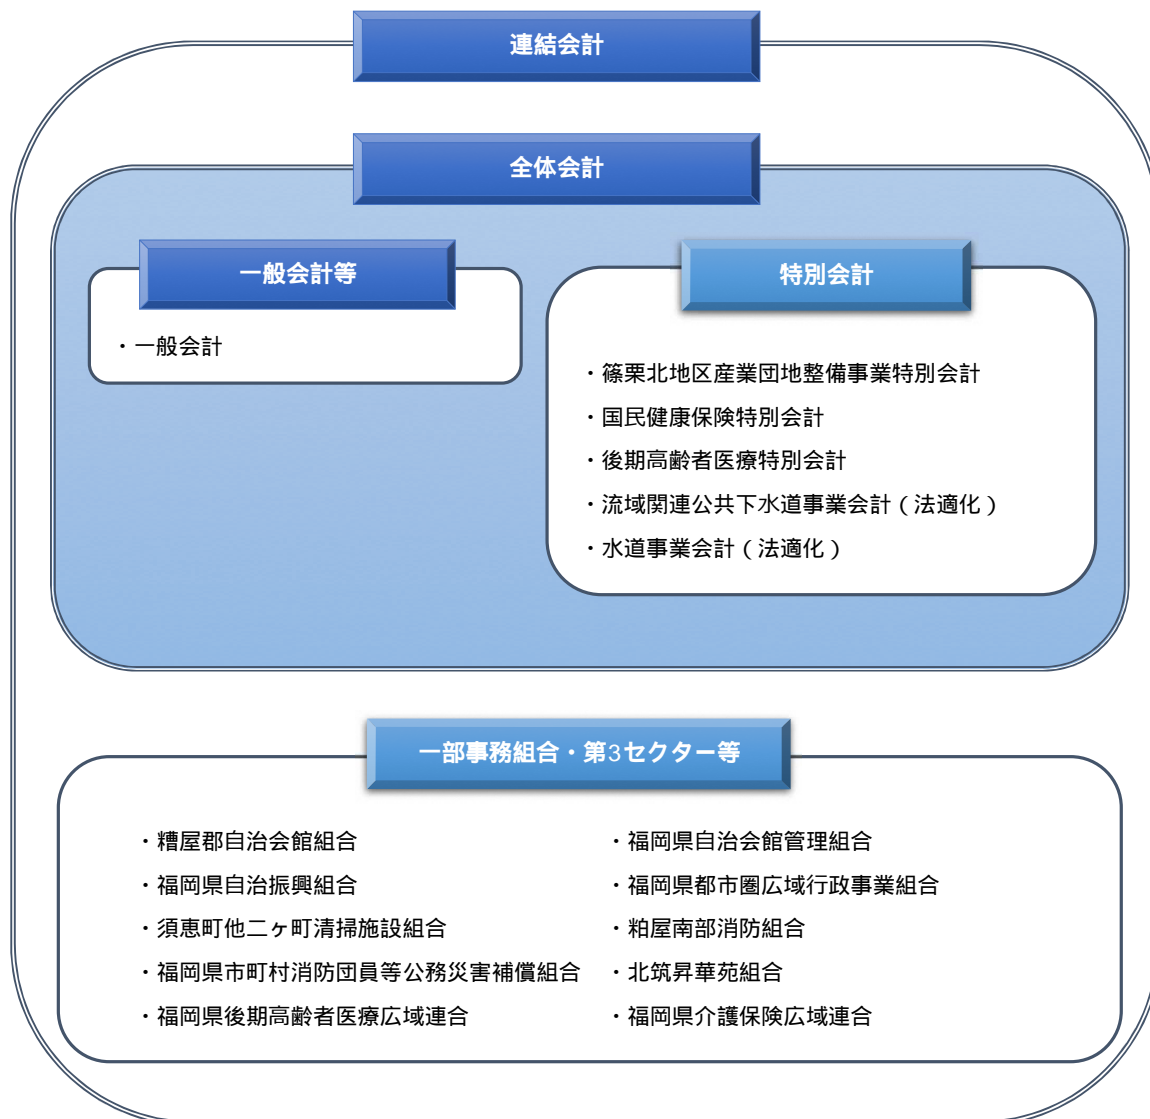 連結会計
全体会計
一般会計等
・一般会計
特別会計
・篠栗北地区産業団地整備事業特別会計
・国民健康保険特別会計
・後期高齢者医療特別会計
・流域関連公共下水道事業会計（法適化）
・水道事業会計（法適化）
一部事務組合・第3セクター等
・糟屋郡自治会館組合
・福岡県自治振興組合
・須恵町他二ヶ町清掃施設組合
・福岡県市町村消防団員等公務災害補償組合
・福岡県後期高齢者医療広域連合
・福岡県自治会館管理組合
・福岡県都市圏広域行政事業組合
・粕屋南部消防組合
・北筑昇華苑組合
・福岡県介護保険広域連合